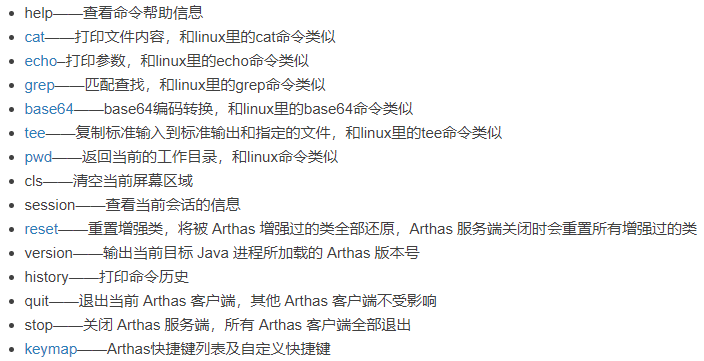 help——查看命令帮助信息
cat——打印文件内容，和linux里的cat命令类似
echo–打印参数，和linux里的echo命令类似
grep——匹配查找，和linux里的grep命令类似
base64——base64编码转换，和linux里的base64命令类似
tee——复制标准输入到标准输出和指定的文件，和linux里的tee命令类似
pwd——返回当前的工作目录，和linux命令类似
cls——清空当前屏幕区域
session——查看当前会话的信息
reset——重置增强类，将被 Arthas 增强过的类全部还原，Arthas 服务端关闭时会重置所有增强过的类
version——输出当前目标 Java 进程所加载的 Arthas 版本号
history——打印命令历史
quit——退出当前 Arthas 客户端，其他 Arthas 客户端不受影响
stop——关闭 Arthas 服务端，所有 Arthas 客户端全部退出
keymap——Arthas快捷键列表及自定义快捷键